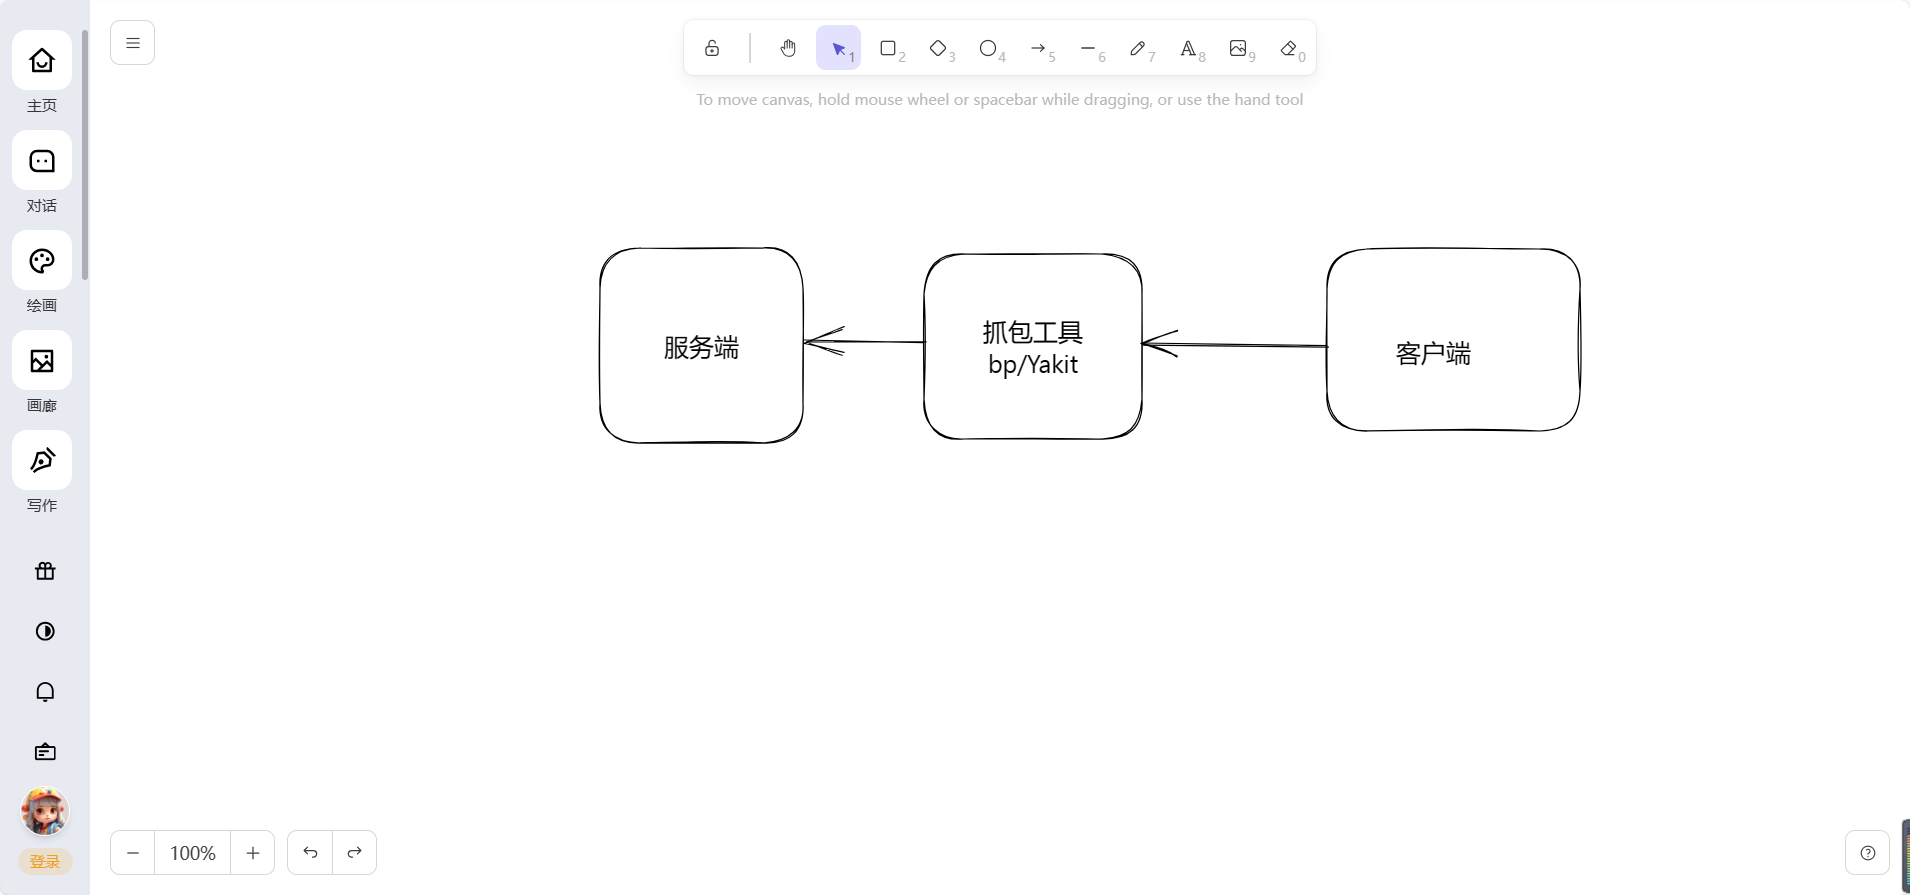 主页
对话
绘画
画廊
写作
登录
1
2
3
4
5
6
7
8
9
0
To move canvas, hold mouse wheel or spacebar while dragging, or use the hand tool
服务端
抓包工具
bp/Yakit
客户端
100%